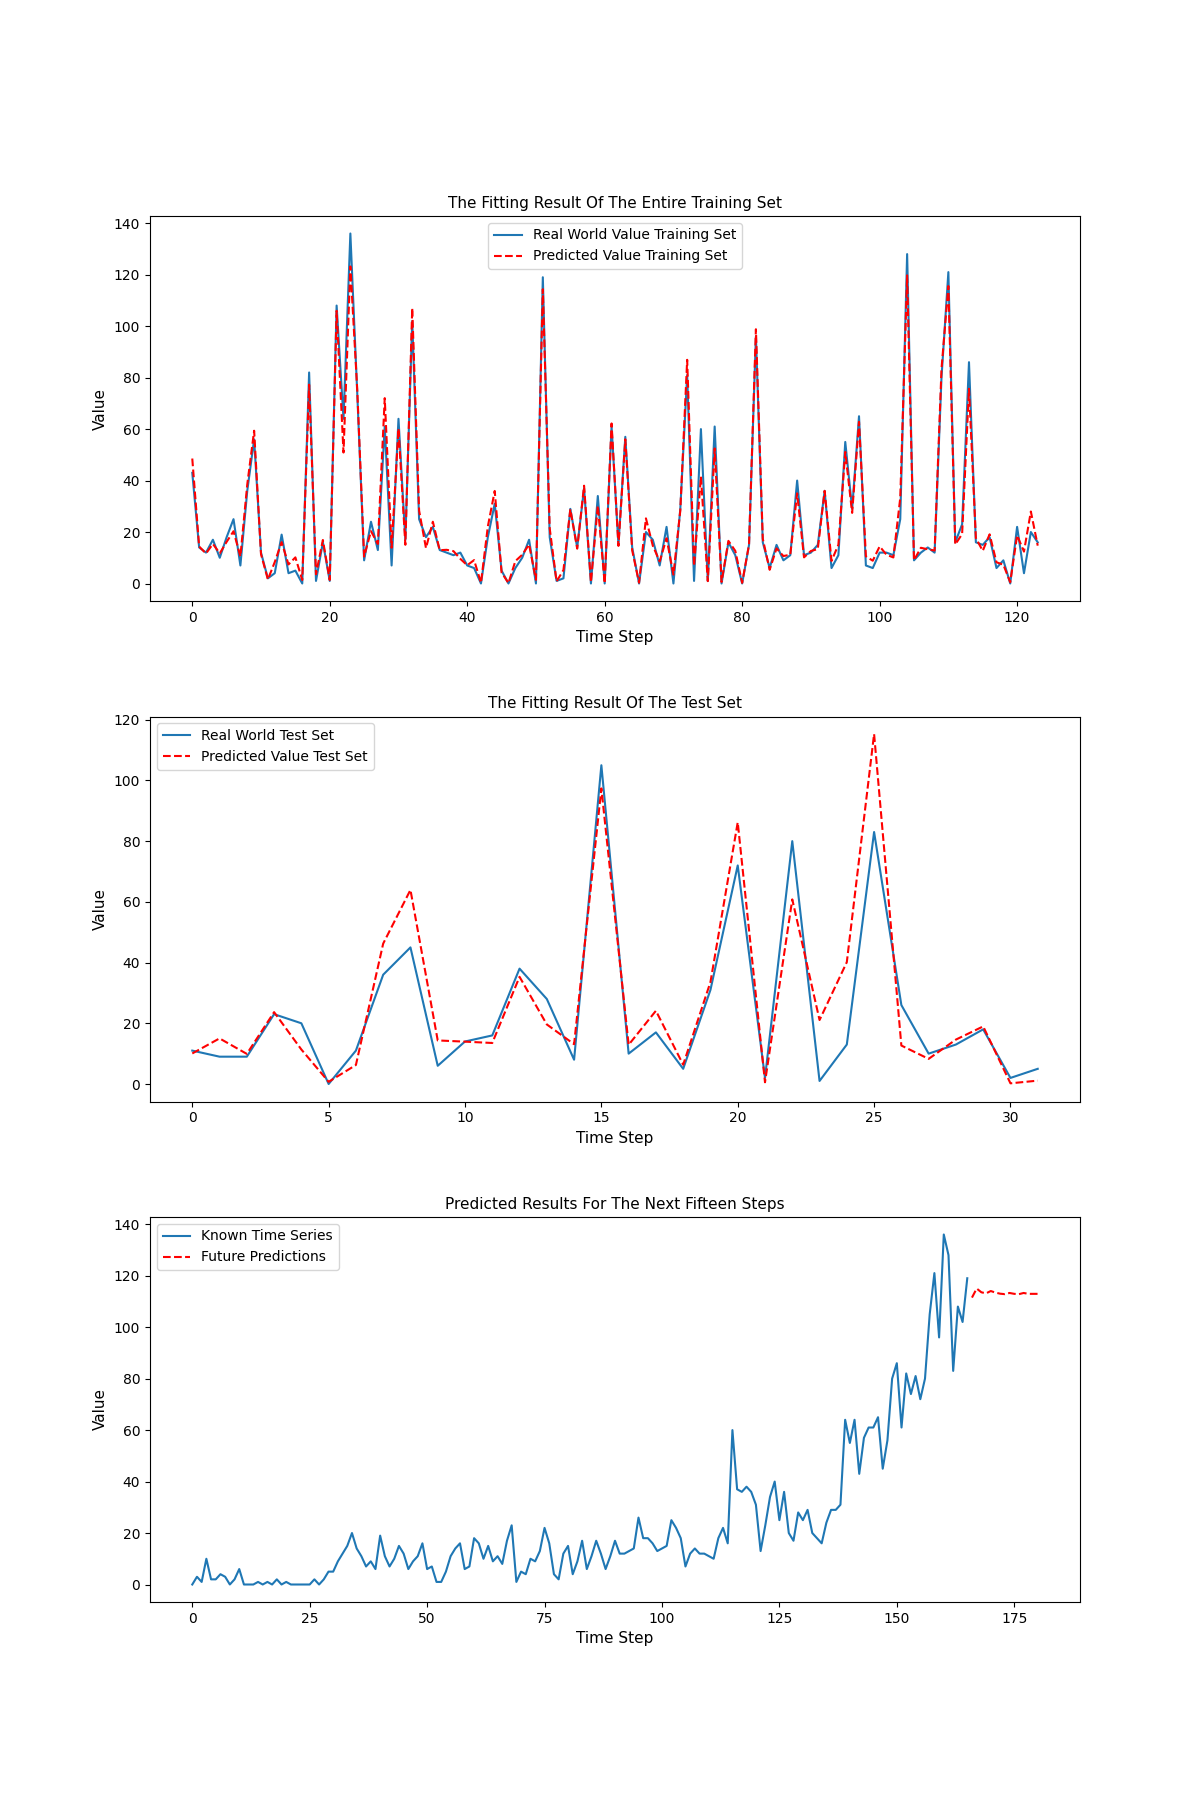 The Fitting Result Of The Entire Training Set
140
120
100
80
60
40
20
0
Value
Real World Value Training Set
Predicted Value Training Set
0 20 40 60 80 100 120
Time Step
The Fitting Result Of The Test Set
120
100
80
60
40
20
0
Value
Real World Test Set
Predicted Value Test Set
0 5 10 15 20 25 30
Time Step
Predicted Results For The Next Fifteen Steps
140
120
100
80
60
40
20
0
Value
Known Time Series
Future Predictions
0 25 50 75 100 125 150 175
Time Step